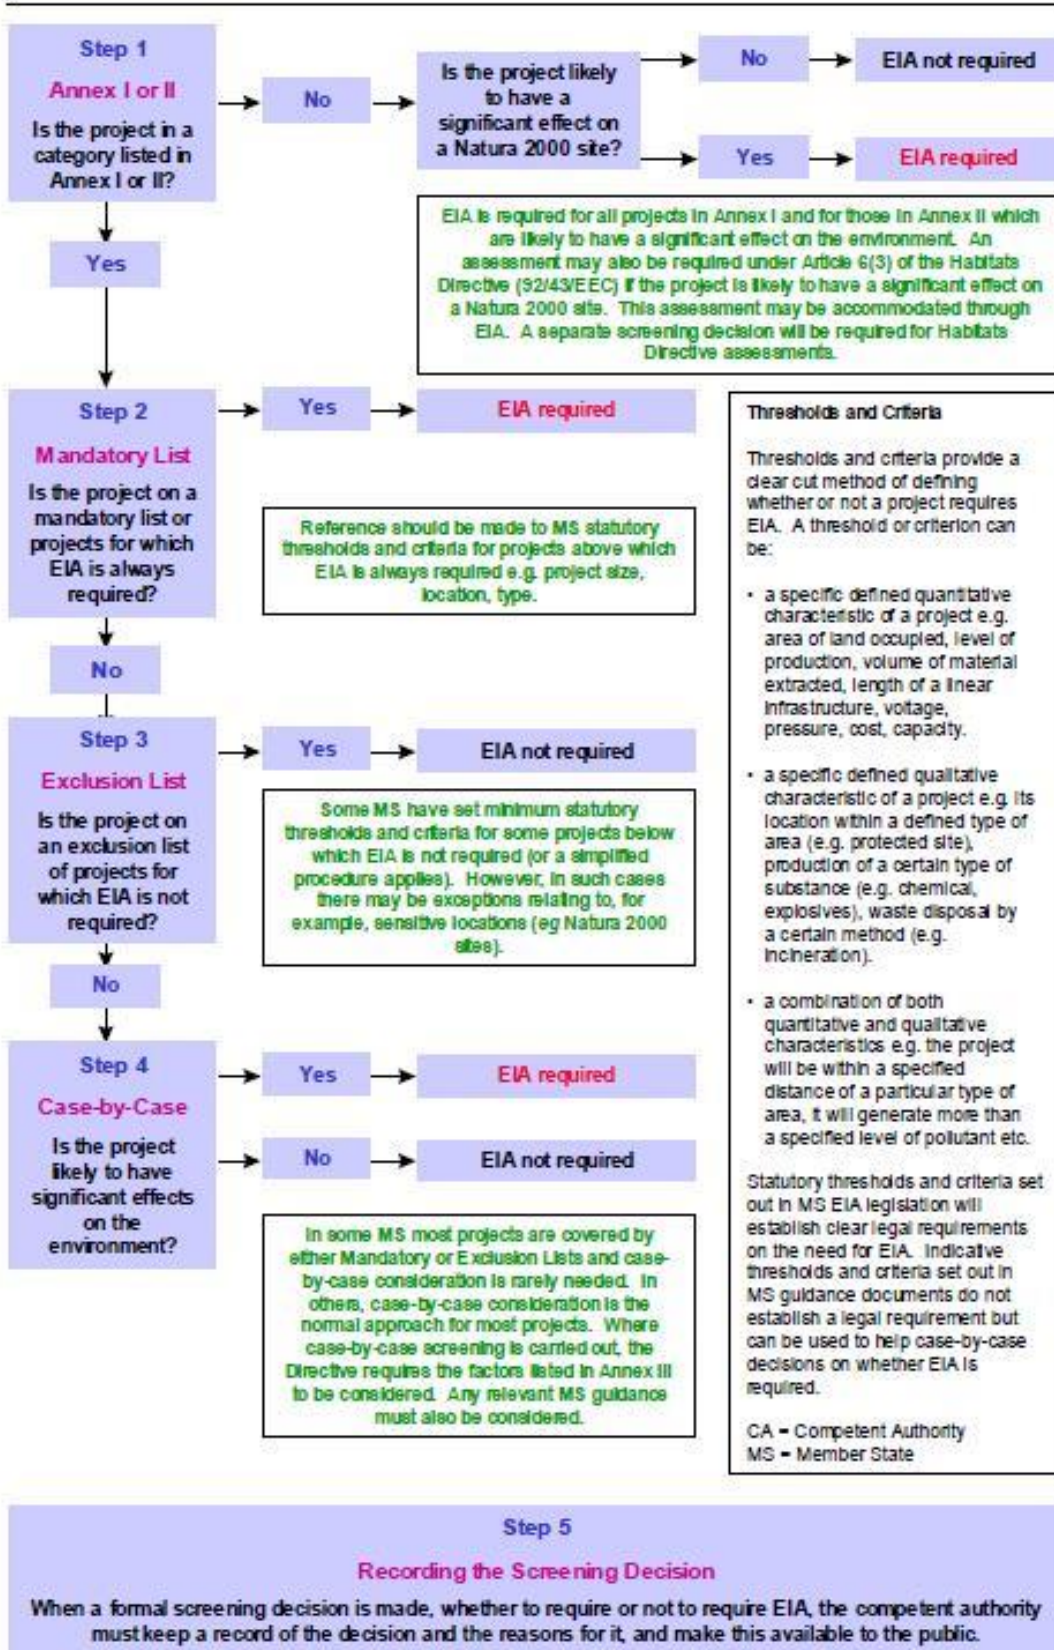 Step 1
Annex I or II
Is the project in a
category listed in
Annex I or II?
No
Is the project likely
to have a
significant effect on
a Natura 2000 site?
No
EIA not required
Yes
EIA required
EIA is required for all projects in Annex I and for those in Annex II which
are likely to have a significant effect on the environment. An
assessment may also be required under Article 6(3) of the Habitats
Directive (92/43/EEC) if the project is likely to have a significant effect on
a Natura 2000 site. This assessment may be accommodated through
EIA. A separate screening decision will be required for Habitats
Directive assessments.
Yes
Step 2
Mandatory List
Is the project on a
mandatory list or
projects for which
EIA is always
required?
Yes
EIA required
Reference should be made to MS statutory
thresholds and criteria for projects above which
EIA is always required e.g. project size,
location, type.
No
Step 3
Exclusion List
Is the project on
an exclusion list
of projects for
which EIA is not
required?
Yes
EIA not required
Some MS have set minimum statutory
thresholds and criteria for some projects below
which EIA is not required (or a simplified
procedure applies). However, in such cases
there may be exceptions relating to, for
example, sensitive locations (eg Natura 2000
sites).
No
Step 4
Case-by-Case
Is the project
likely to have
significant effects
on the
environment?
Yes
EIA required
No
EIA not required
In some MS most projects are covered by
either Mandatory or Exclusion Lists and case-
by-case consideration is rarely needed. In
others, case-by-case consideration is the
normal approach for most projects. Where
case-by-case screening is carried out, the
Directive requires the factors listed in Annex III
to be considered. Any relevant MS guidance
must also be considered.
Thresholds and Criteria
Thresholds and criteria provide a
clear cut method of defining
whether or not a project requires
EIA. A threshold or criterion can
be:
• a specific defined quantitative
characteristic of a project e.g.
area of land occupied, level of
production, volume of material
extracted, length of a linear
infrastructure, voltage,
pressure, cost, capacity.
• a specific defined qualitative
characteristic of a project e.g. its
location within a defined type of
area (e.g. protected site),
production of a certain type of
substance (e.g. chemical,
explosives), waste disposal by
a certain method (e.g.
incineration).
• a combination of both
quantitative and qualitative
characteristics e.g. the project
will be within a specified
distance of a particular type of
area, it will generate more than
a specified level of pollutant etc.
Statutory thresholds and criteria set
out in MS EIA legislation will
establish clear legal requirements
on the need for EIA. Indicative
thresholds and criteria set out in
MS guidance documents do not
establish a legal requirement but
can be used to help case-by-case
decisions on whether EIA is
required.
CA = Competent Authority
MS = Member State
Step 5
Recording the Screening Decision
When a formal screening decision is made, whether to require or not to require EIA, the competent authority
must keep a record of the decision and the reasons for it, and make this available to the public.